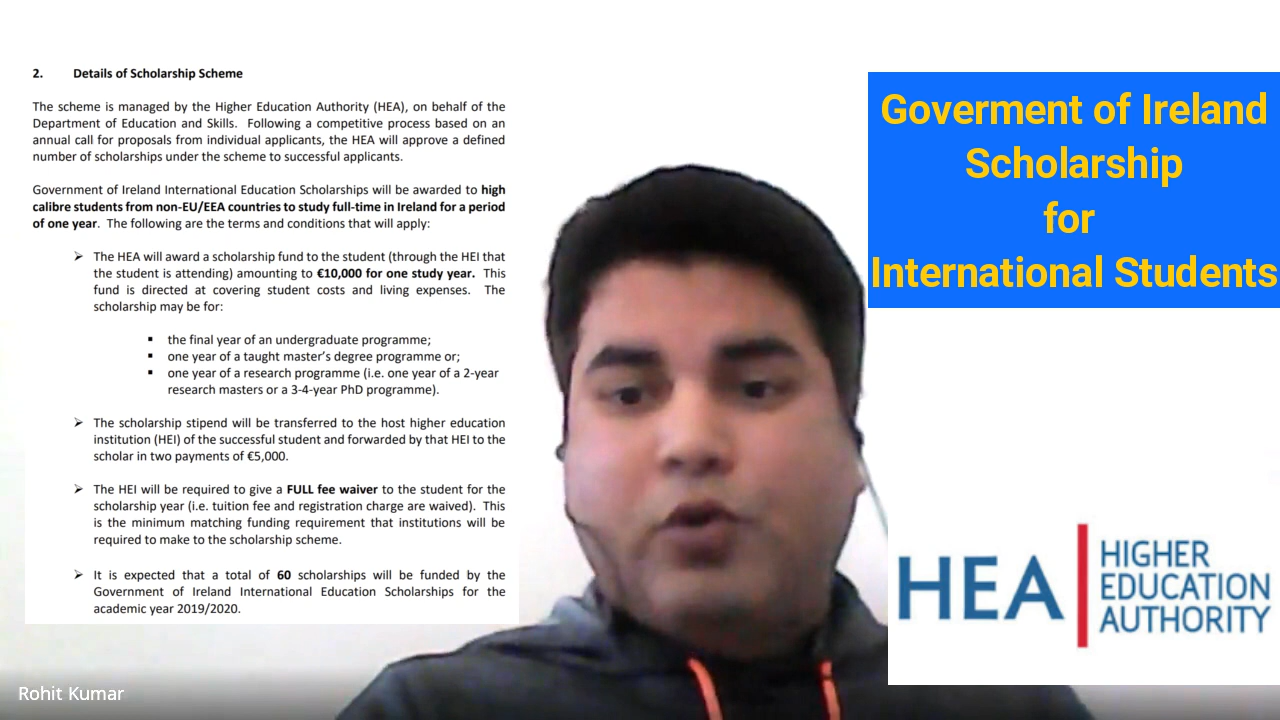 2. Details of Scholarship Scheme
The scheme is managed by the Higher Education Authority (HEA), on behalf of the
Department of Education and Skills. Following a competitive process based on an
annual call for proposals from individual applicants, the HEA will approve a defined
number of scholarships under the scheme to successful applicants.
Government of Ireland International Education Scholarships will be awarded to high
calibre students from non-EU/EEA countries to study full-time in Ireland for a period
of one year. The following are the terms and conditions that will apply:
➢ The HEA will award a scholarship fund to the student (through the HEI that
the student is attending) amounting to €10,000 for one study year. This
fund is directed at covering student costs and living expenses. The
scholarship may be for:
▪ the final year of an undergraduate programme;
▪ one year of a taught master's degree programme or;
▪ one year of a research programme (i.e. one year of a 2-year
research masters or a 3-4-year PhD programme).
➢ The scholarship stipend will be transferred to the host higher education
institution (HEI) of the successful student and forwarded by that HEI to the
scholar in two payments of €5,000.
➢ The HEI will be required to give a FULL fee waiver to the student for the
scholarship year (i.e. tuition fee and registration charge are waived). This
is the minimum matching funding requirement that institutions will be
required to make to the scholarship scheme.
➢ It is expected that a total of 60 scholarships will be funded by the
Government of Ireland International Education Scholarships for the
academic year 2019/2020.
Goverment of Ireland
Scholarship
for
International Students
HEA
HIGHER
EDUCATION
AUTHORITY
Rohit Kumar